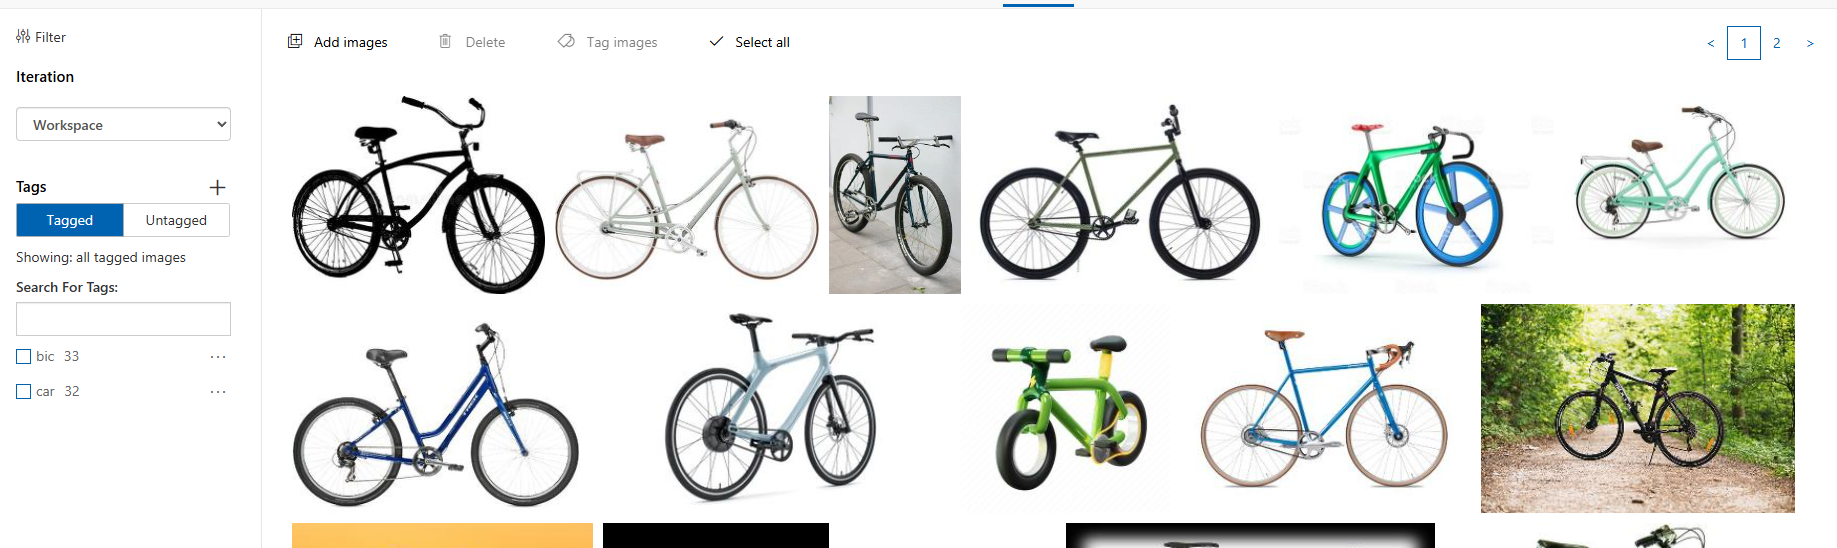 Filter
Iteration
Workspace
Tags
Tagged Untagged
Showing: all tagged images
Search For Tags:
bic 33 ...
car 32 ...
Add images Delete Tag images Select all
< 1 2 >